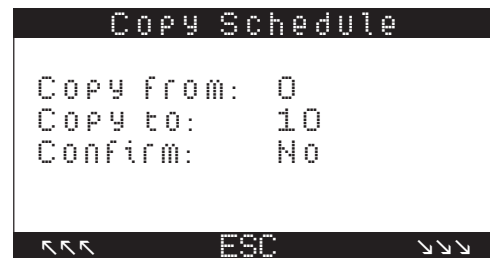 Copy Schedule
Copy from: 0
Copy to: 10
Confirm: No
↖↖↖ ESC ↘↘↘